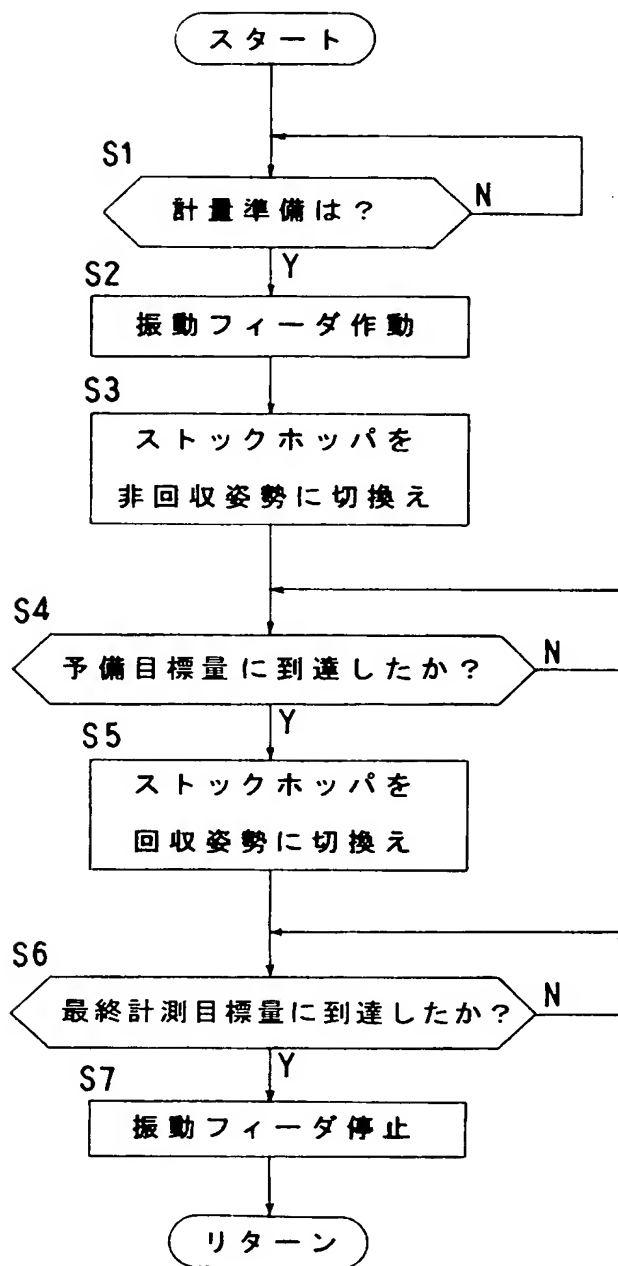 スタート
S1
計量準備は?
N
Y
S2
振動フィーダ作動
S3
ストックホッパを
非回収姿勢に切換え
S4
予備目標量に到達したか?
N
Y
S5
ストックホッパを
回収姿勢に切換え
S6
最終計測目標量に到達したか?
N
Y
S7
振動フィーダ停止
リターン